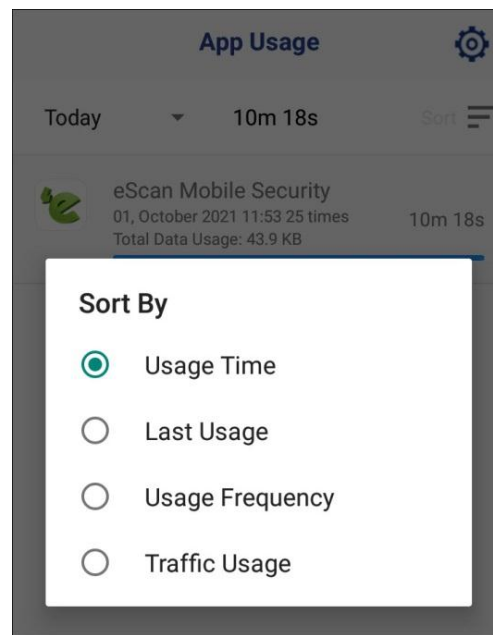 App Usage
Today 10m 18s Sort
eScan Mobile Security
01, October 2021 11:53 25 times 10m 18s
Total Data Usage: 43.9 KB
Sort By
Usage Time
Last Usage
Usage Frequency
Traffic Usage